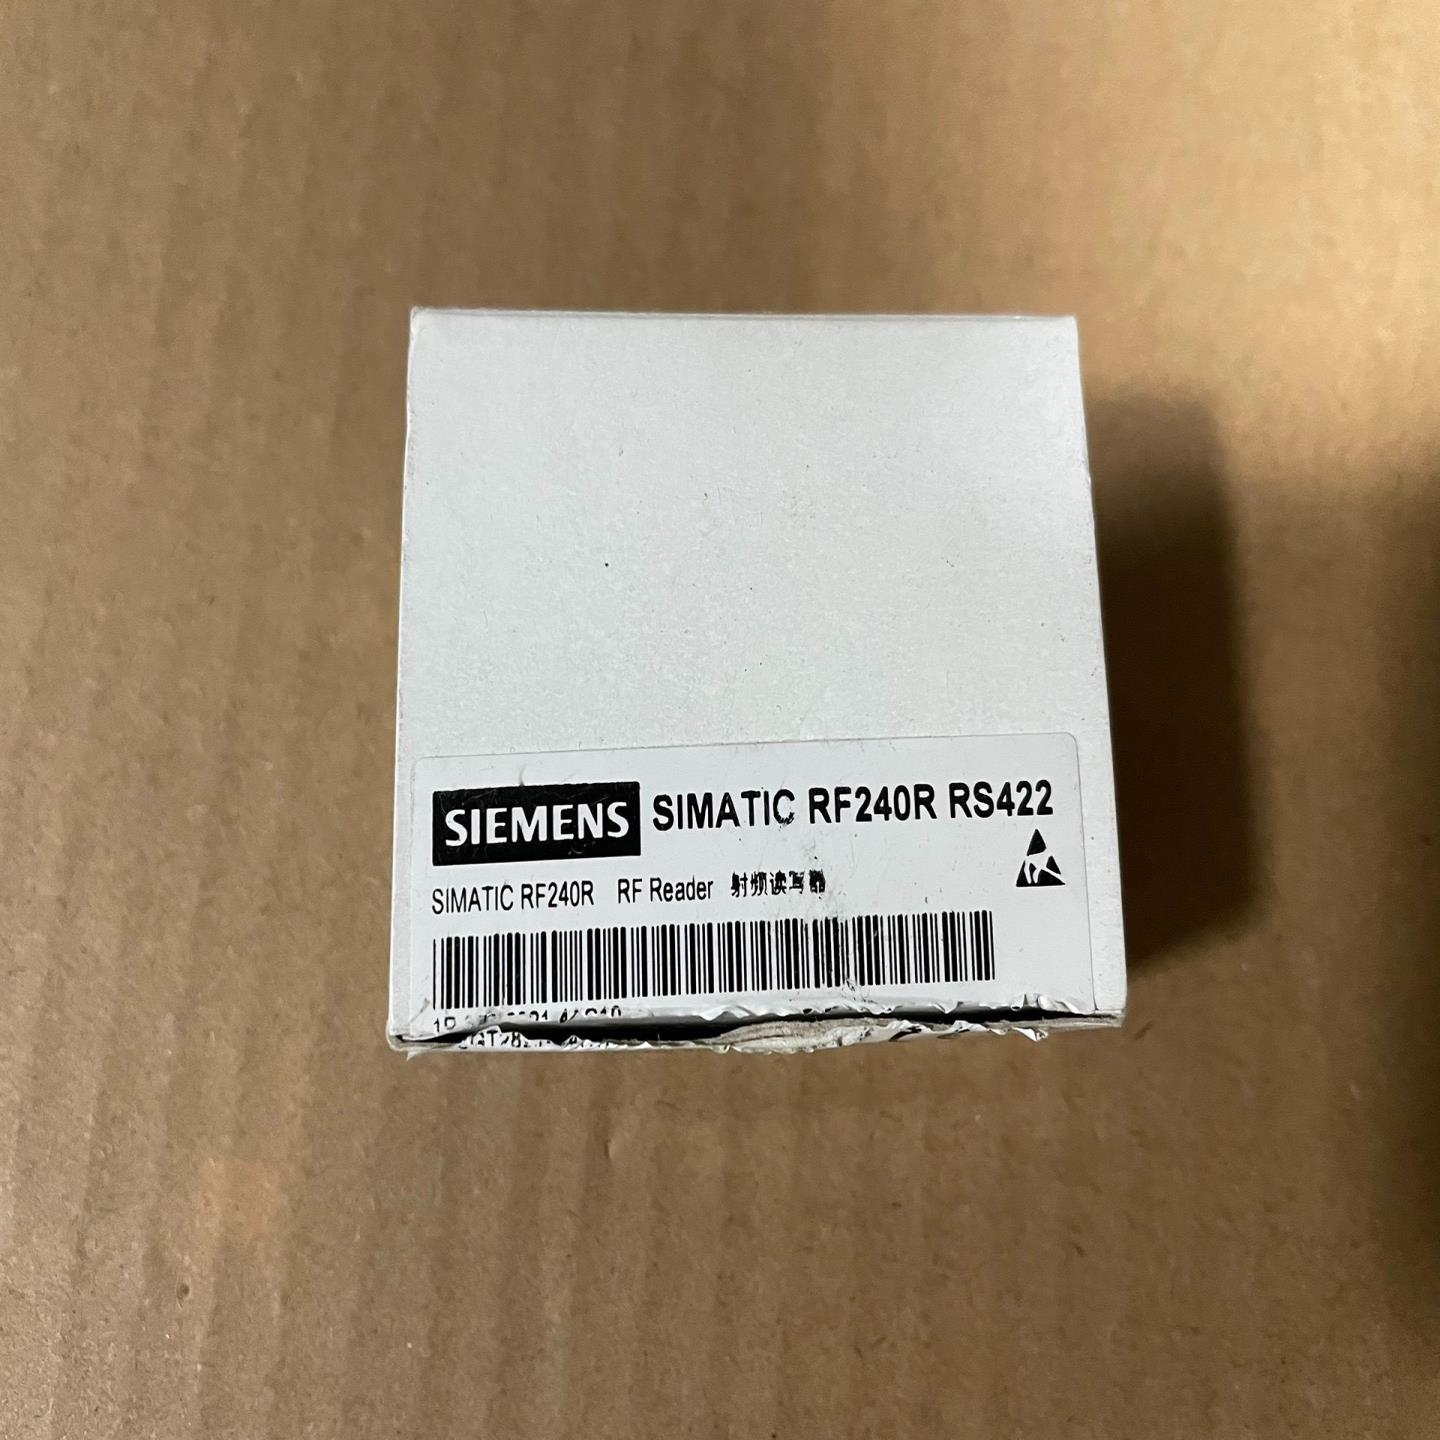 SIEMENS SIMATIC RF240R RS422
SIMATIC RF240R RF Reader 射频读写器